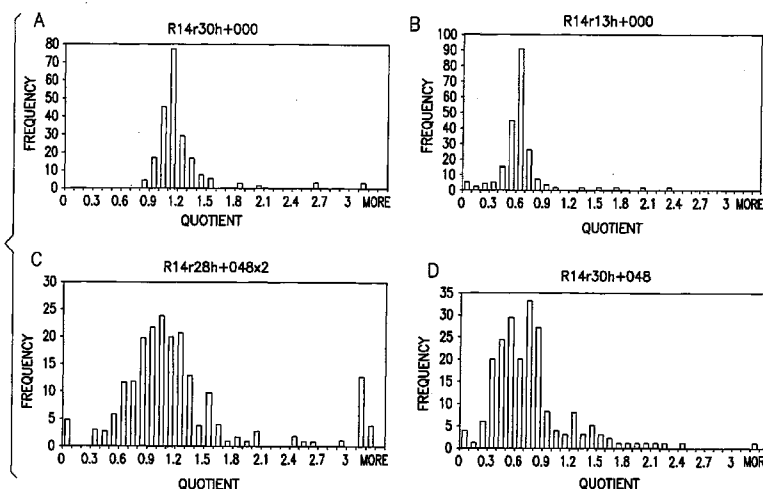 A
R14r30h+000
80
70
60
50
40
30
20
10
0
FREQUENCY
0 0.3 0.6 0.9 1.2 1.5 1.8 2.1 2.4 2.7 3 MORE
QUOTIENT
B
R14r13h+000
100
90
80
70
60
50
40
30
20
10
0
FREQUENCY
0 0.3 0.6 0.9 1.2 1.5 1.8 2.1 2.4 2.7 3 MORE
QUOTIENT
C
R14r28h+048x2
30
25
20
15
10
5
0
FREQUENCY
0 0.3 0.6 0.9 1.2 1.5 1.8 2.1 2.4 2.7 3 MORE
QUOTIENT
D
R14r30h+048
35
30
25
20
15
10
5
0
FREQUENCY
0 0.3 0.6 0.9 1.2 1.5 1.8 2.1 2.4 2.7 3 MORE
QUOTIENT